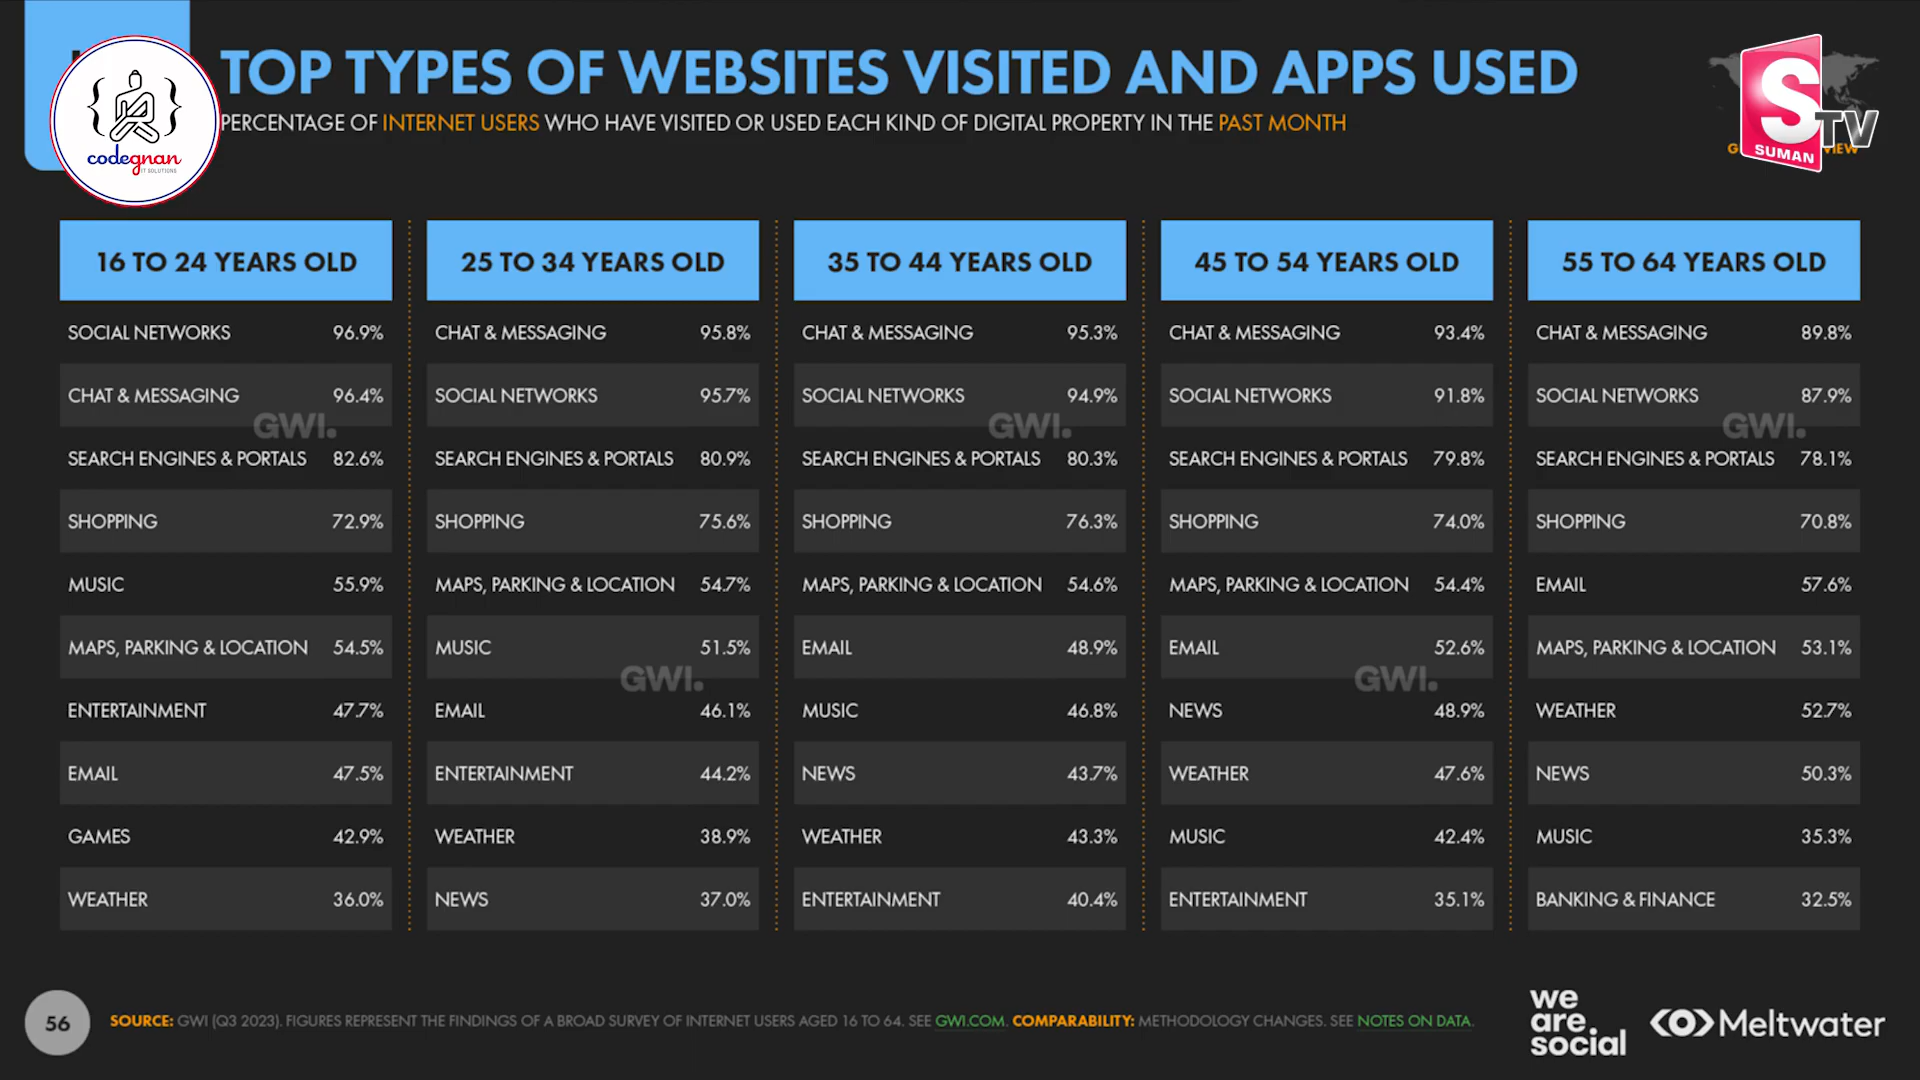 TOP TYPES OF WEBSITES VISITED AND APPS USED
PERCENTAGE OF INTERNET USERS WHO HAVE VISITED OR USED EACH KIND OF DIGITAL PROPERTY IN THE PAST MONTH
codegnan
IT SOLUTIONS
S
TV
SUMAN
16 TO 24 YEARS OLD
SOCIAL NETWORKS 96.9%
CHAT & MESSAGING 96.4%
SEARCH ENGINES & PORTALS 82.6%
SHOPPING 72.9%
MUSIC 55.9%
MAPS, PARKING & LOCATION 54.5%
ENTERTAINMENT 47.7%
EMAIL 47.5%
GAMES 42.9%
WEATHER 36.0%
25 TO 34 YEARS OLD
CHAT & MESSAGING 95.8%
SOCIAL NETWORKS 95.7%
SEARCH ENGINES & PORTALS 80.9%
SHOPPING 75.6%
MAPS, PARKING & LOCATION 54.7%
MUSIC 51.5%
EMAIL 46.1%
ENTERTAINMENT 44.2%
WEATHER 38.9%
NEWS 37.0%
35 TO 44 YEARS OLD
CHAT & MESSAGING 95.3%
SOCIAL NETWORKS 94.9%
SEARCH ENGINES & PORTALS 80.3%
SHOPPING 76.3%
MAPS, PARKING & LOCATION 54.6%
EMAIL 48.9%
MUSIC 46.8%
NEWS 43.7%
WEATHER 43.3%
ENTERTAINMENT 40.4%
45 TO 54 YEARS OLD
CHAT & MESSAGING 93.4%
SOCIAL NETWORKS 91.8%
SEARCH ENGINES & PORTALS 79.8%
SHOPPING 74.0%
MAPS, PARKING & LOCATION 54.4%
EMAIL 52.6%
NEWS 48.9%
WEATHER 47.6%
MUSIC 42.4%
ENTERTAINMENT 35.1%
55 TO 64 YEARS OLD
CHAT & MESSAGING 89.8%
SOCIAL NETWORKS 87.9%
SEARCH ENGINES & PORTALS 78.1%
SHOPPING 70.8%
EMAIL 57.6%
MAPS, PARKING & LOCATION 53.1%
WEATHER 52.7%
NEWS 50.3%
MUSIC 35.3%
BANKING & FINANCE 32.5%
GWI.
GWI.
GWI.
GWI.
GWI.
56
SOURCE: GWI (Q3 2023). FIGURES REPRESENT THE FINDINGS OF A BROAD SURVEY OF INTERNET USERS AGED 16 TO 64. SEE GWI.COM. COMPARABILITY: METHODOLOGY CHANGES. SEE NOTES ON DATA.
we
are.
social
Meltwater